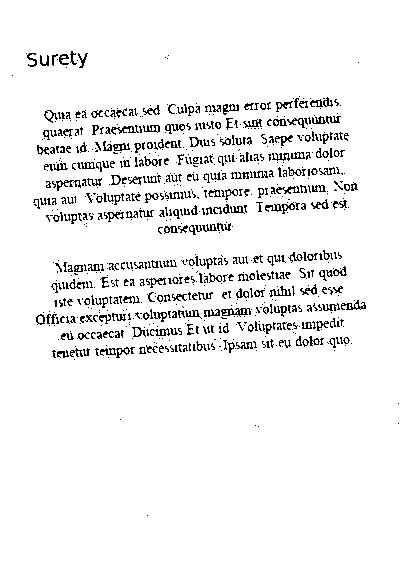 Surety
Quia ea occaecat sed. Culpa magni error perferendis
quaerat. Praesentium quos iusto Et sint consequuntur
beatae id. Magni proident. Duis soluta. Saepe voluptate
eum cumque in labore. Fugiat qui alias minima dolor
aspernatur. Deserunt aut eu quia minima laboriosam,
quia aut. Voluptate possimus, tempore, praesentium. Non
voluptas aspernatur aliquid incidunt. Tempora sed est
consequuntur.
Magnam accusantium voluptas aut et qui doloribus
quidem. Est ea asperiores labore molestiae. Sit quod
iste voluptatem. Consectetur et dolor nihil sed esse
Officia excepturi voluptatum magnam voluptas assumenda
eu occaecat. Ducimus Et ut id. Voluptates impedit
tenetur tempor necessitatibus. Ipsam sit eu dolor quo.